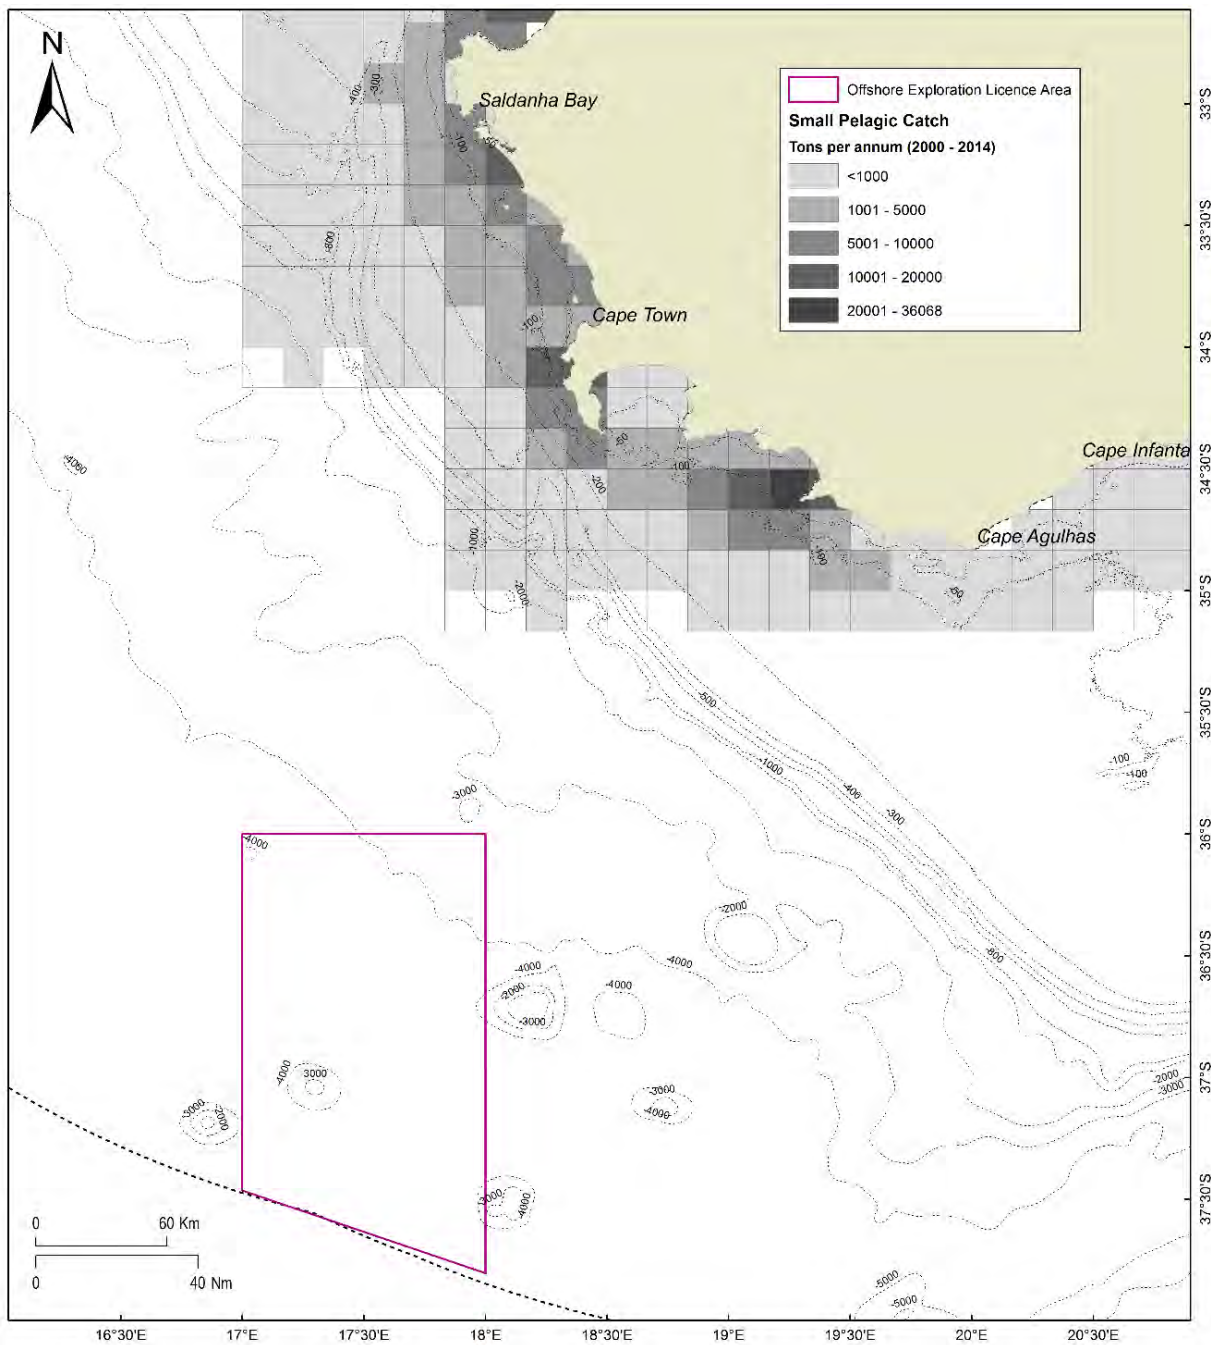 N
-300
-400
Saldanha Bay
-100
-50
Offshore Exploration Licence Area
Small Pelagic Catch
Tons per annum (2000 - 2014)
<1000
1001 - 5000
5001 - 10000
10001 - 20000
20001 - 36068
33°S
33°30'S
34°S
34°30'S
35°S
35°30'S
36°S
36°30'S
37°S
37°30'S
-800
Cape Town
-100
-50
-100
Cape Infanta
-4000
-200
-1000
Cape Agulhas
-100
-2000
-50
-500
-1000
-100
-100
-3000
-400
-300
-4000
-2000
-800
-4000
-4000
-2000
-4000
-3000
-4000
3000
-2000
-3000
-3000
-4000
-3000
-2000
-3000
-4000
0 60 Km
0 40 Nm
-5000
-5000
16°30'E 17°E 17°30'E 18°E 18°30'E 19°E 19°30'E 20°E 20°30'E